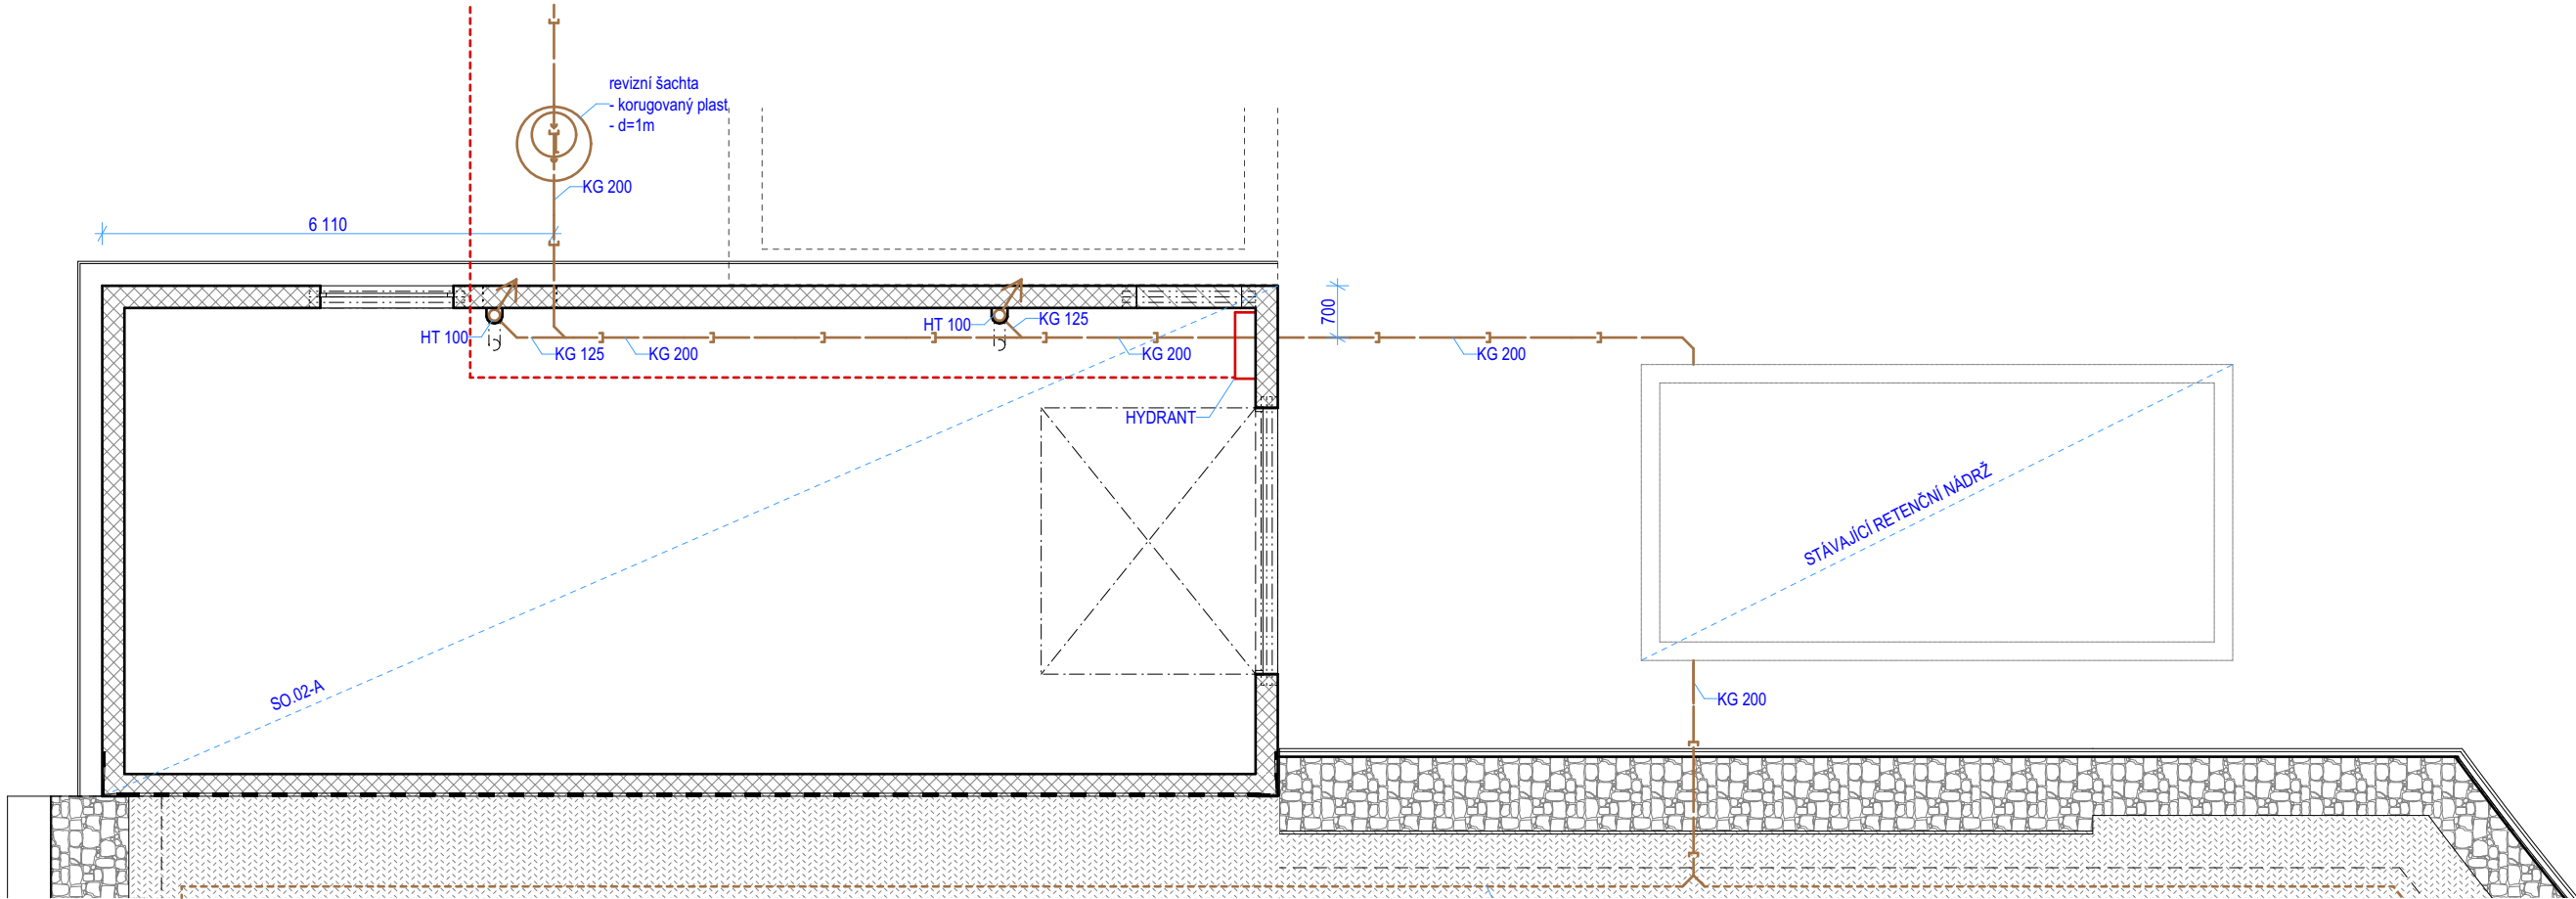 revizní šachta
- korugovaný plast
- d=1m
KG 200
6 110
700
HT 100
KG 125
KG 200
HT 100
KG 125
KG 200
KG 200
HYDRANT
STÁVAJÍCÍ RETENČNÍ NÁDRŽ
SO.02-A
KG 200